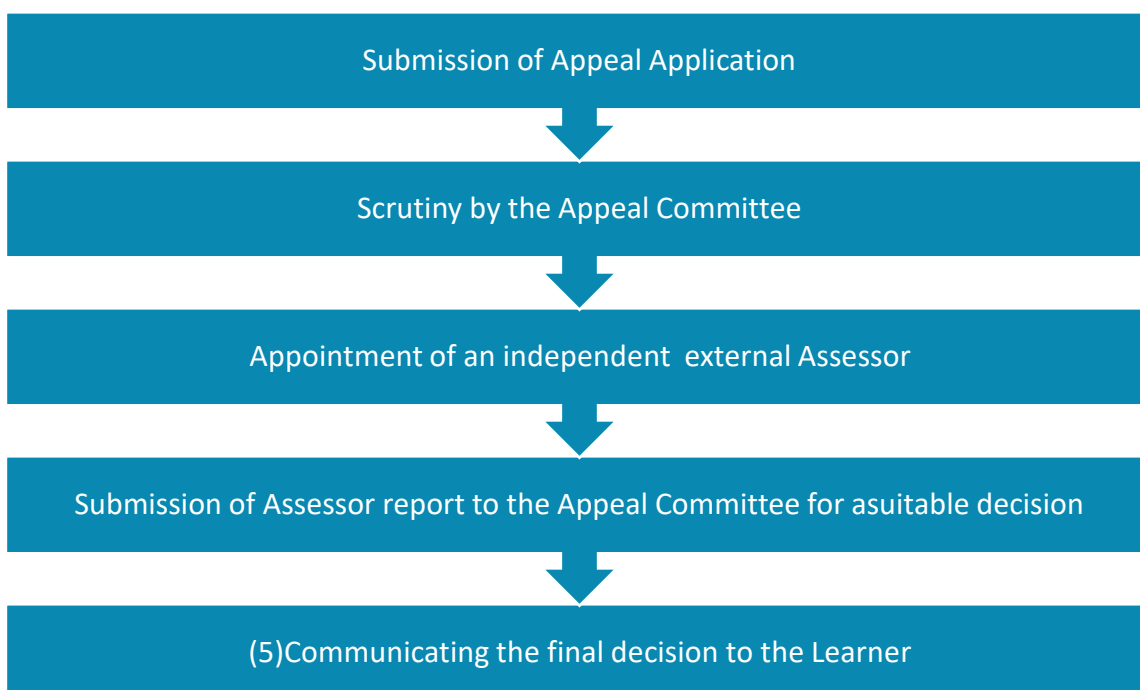 Submission of Appeal Application
Scrutiny by the Appeal Committee
Appointment of an independent  external Assessor
Submission of Assessor report to the Appeal Committee for asuitable decision
(5)Communicating the final decision to the Learner